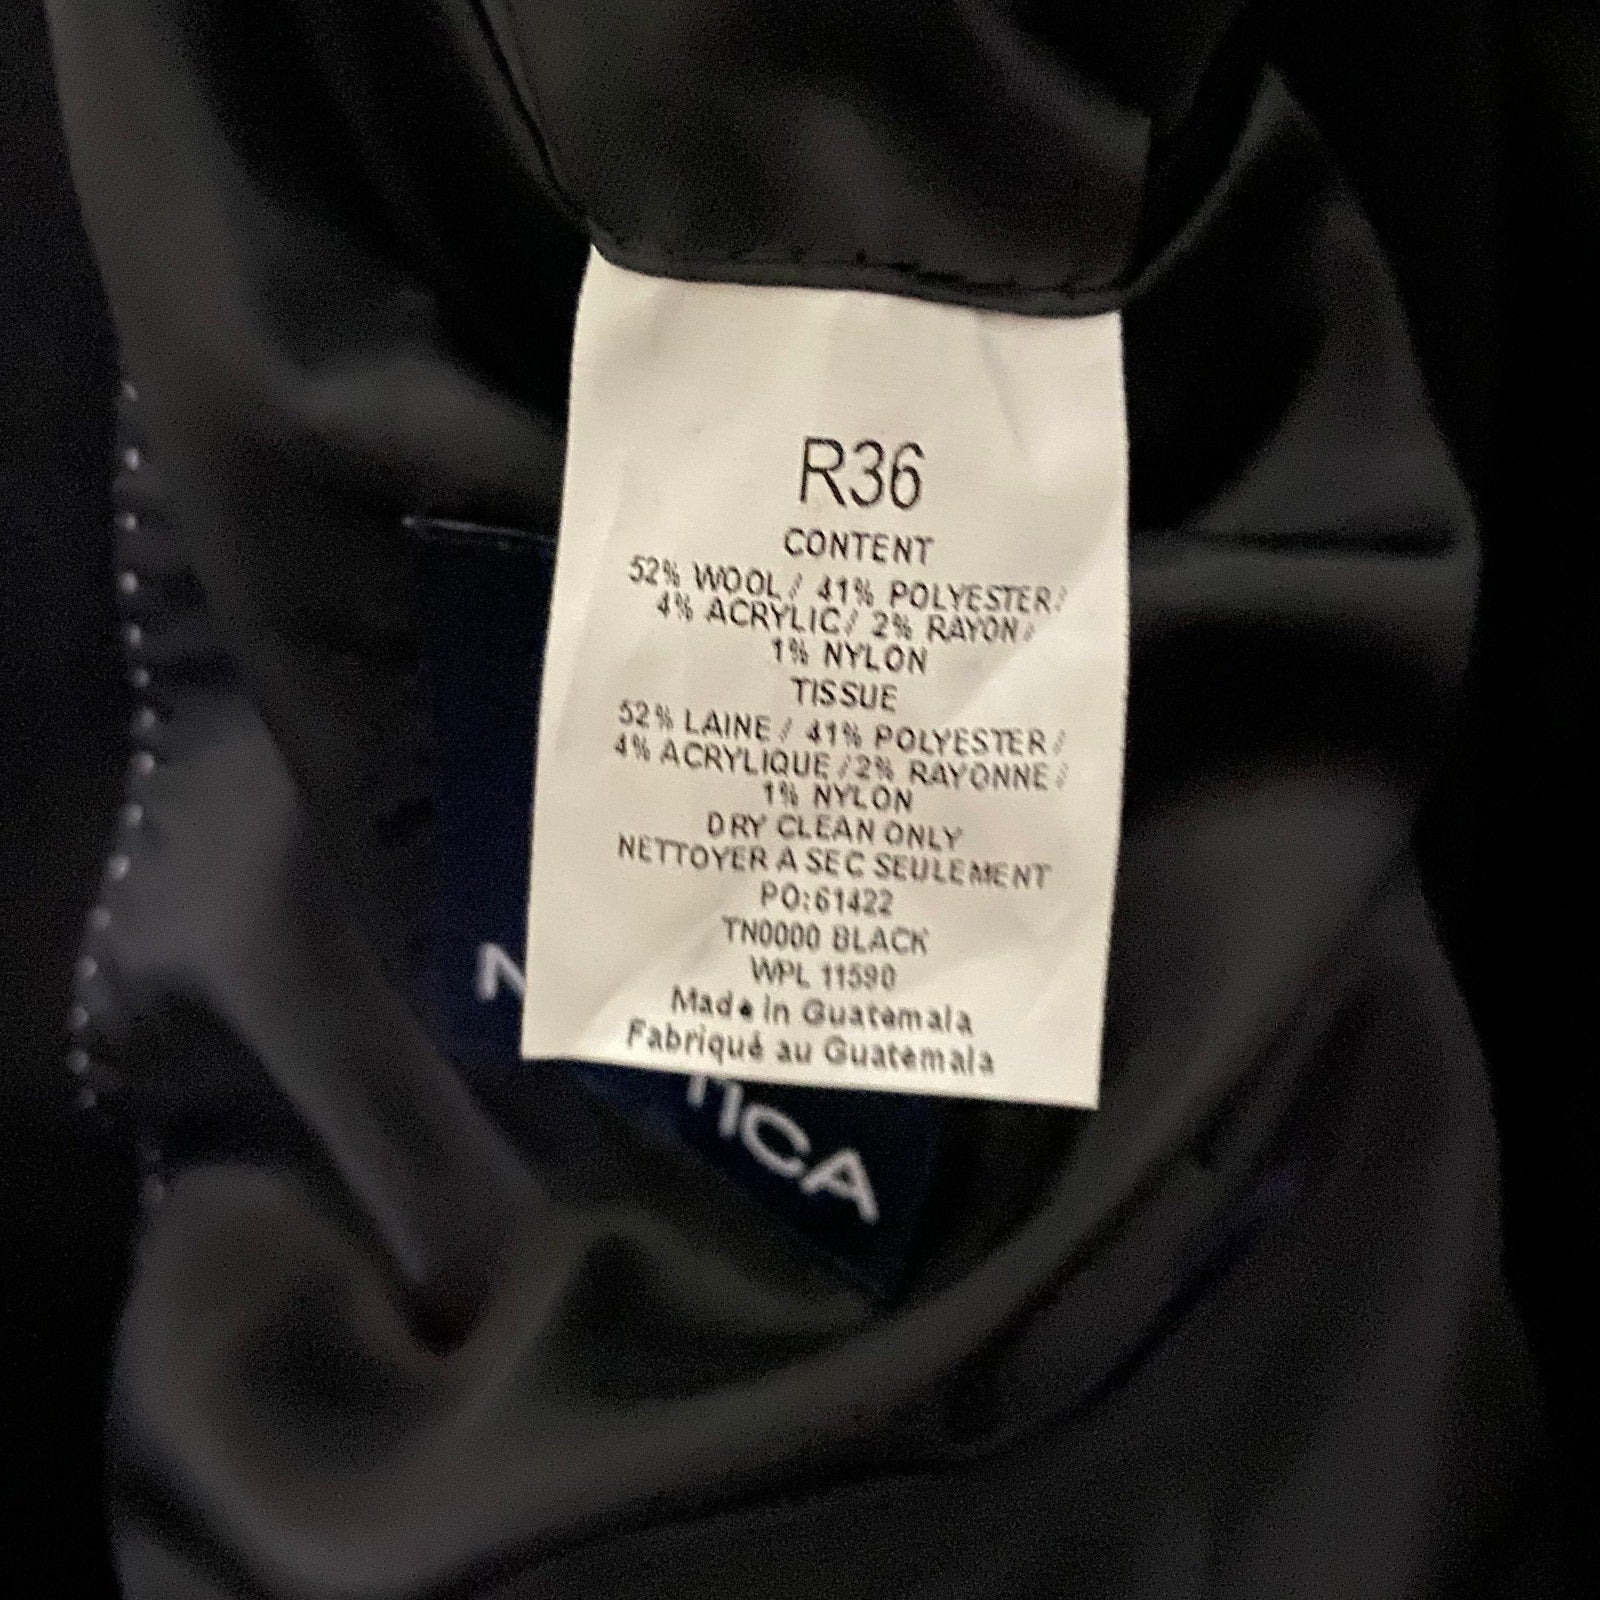 R36
CONTENT
52% WOOL / 41% POLYESTER /
4% ACRYLIC / 2% RAYON /
1% NYLON
TISSUE
52% LAINE / 41% POLYESTER /
4% ACRYLIQUE / 2% RAYONNE /
1% NYLON
DRY CLEAN ONLY
NETTOYER A SEC SEULEMENT
PO:61422
TN0000 BLACK
WPL 11590
Made in Guatemala
Fabriqué au Guatemala